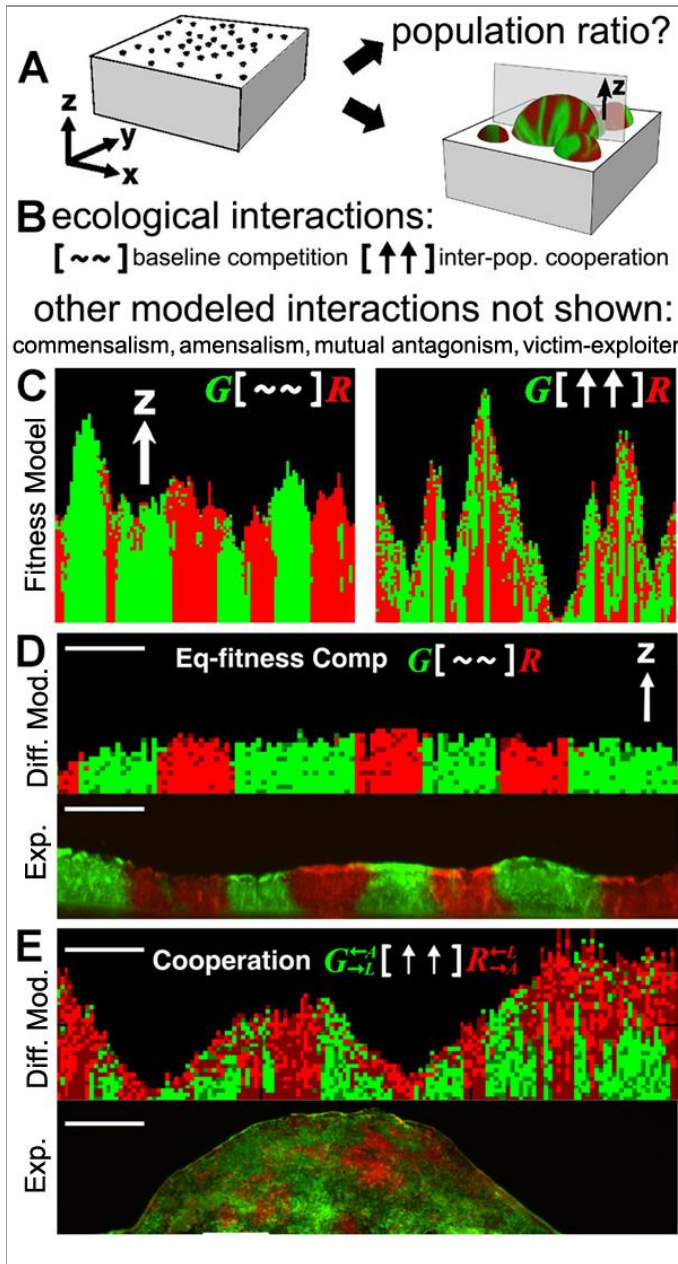 A
population ratio?
z
y
x
z
B ecological interactions:
[~~] baseline competition [↑↑] inter-pop. cooperation
other modeled interactions not shown:
commensalism, amensalism, mutual antagonism, victim-exploiter
C
Fitness Model
G[~~]R
z
G[↑↑]R
D
Diff. Mod.
Eq-fitness Comp G[~~]R
z
Exp.
E
Diff. Mod.
Cooperation G←A→L[↑↑]R←L→A
Exp.